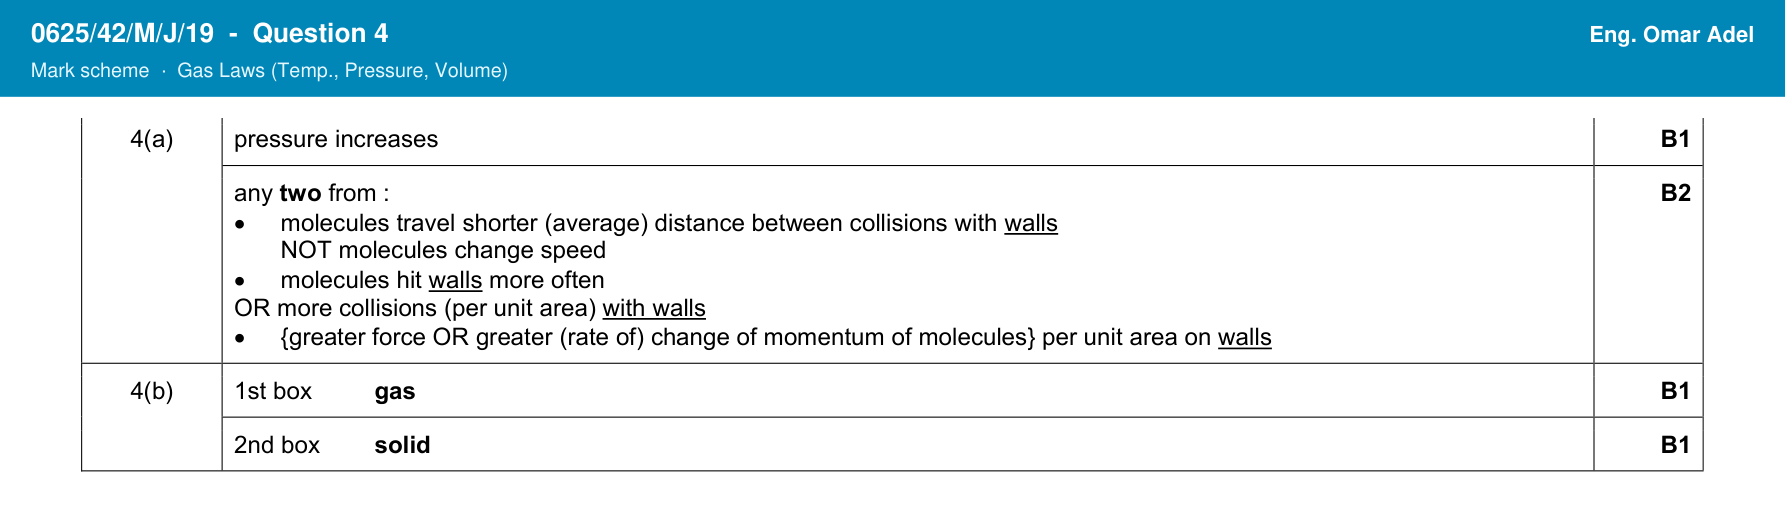 0625/42/M/J/19 - Question 4
Eng. Omar Adel
Mark scheme · Gas Laws (Temp., Pressure, Volume)
4(a) pressure increases B1
any two from : B2
• molecules travel shorter (average) distance between collisions with walls
NOT molecules change speed
• molecules hit walls more often
OR more collisions (per unit area) with walls
• {greater force OR greater (rate of) change of momentum of molecules} per unit area on walls
4(b) 1st box gas B1
2nd box solid B1